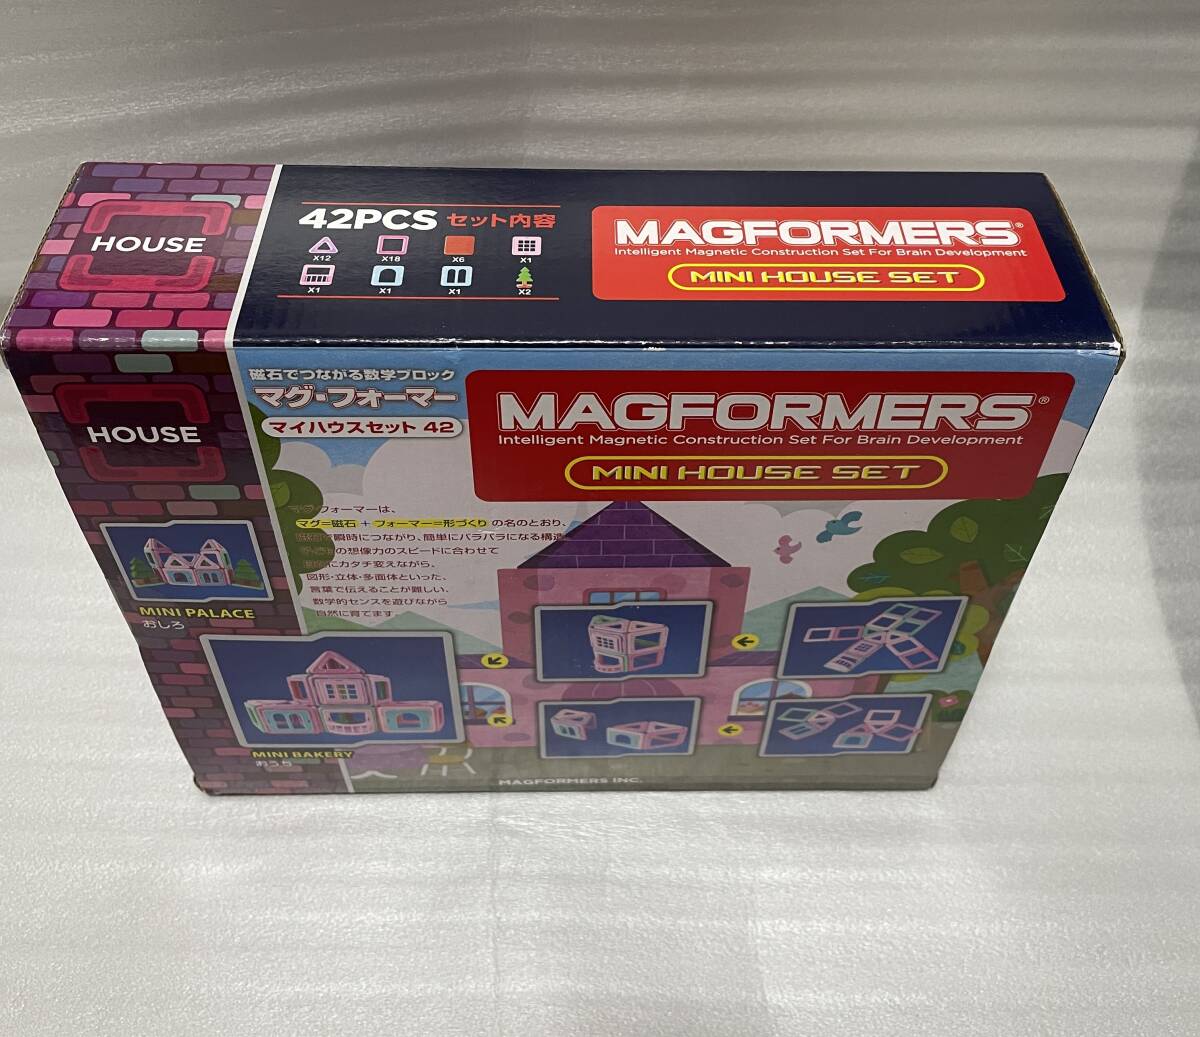 HOUSE
42PCS セット内容
X12 X18 X6 X1
X1 X1 X1 X2
MAGFORMERS®
Intelligent Magnetic Construction Set For Brain Development
MINI HOUSE SET
HOUSE
磁石でつながる数学ブロック
マグ・フォーマー
マイハウスセット 42
MAGFORMERS®
Intelligent Magnetic Construction Set For Brain Development
MINI HOUSE SET
マグ・フォーマーは、
マグ=磁石 + フォーマー=形づくり の名のとおり、
瞬時につながり、簡単にバラバラになる構造
の想像力のスピードに合わせて
にカタチ変えながら、
図形・立体・多面体といった、
言葉で伝えることが難しい、
数学的センスを遊びながら
自然に育てます
MINI PALACE
おしろ
MINI BAKERY
おうち
MAGFORMERS INC.